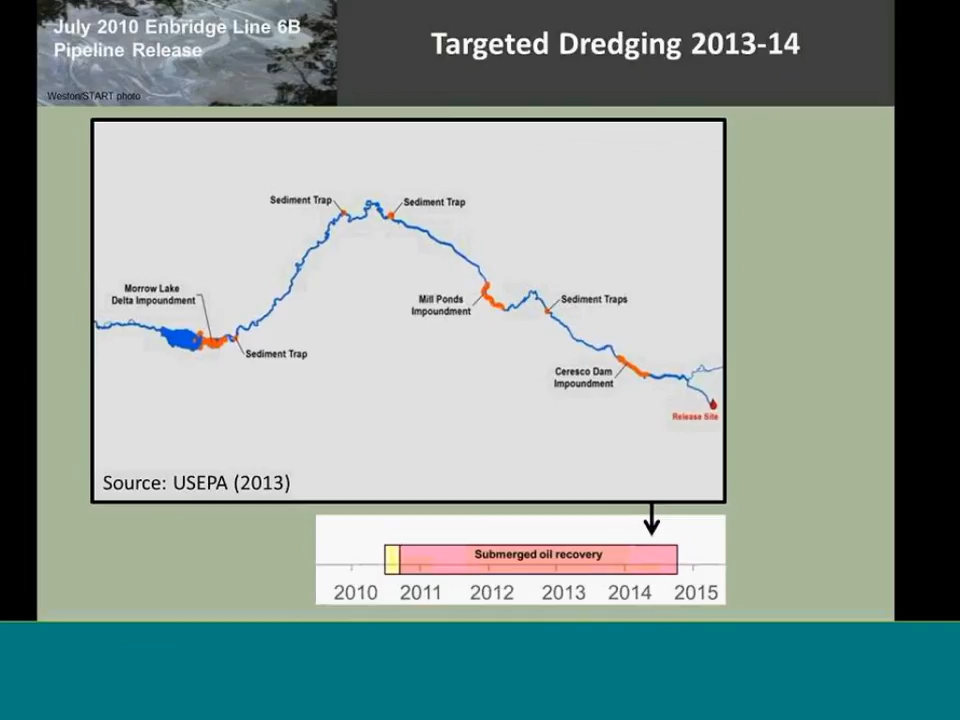 July 2010 Enbridge Line 6B
Pipeline Release
Weston/START photo
Targeted Dredging 2013-14
Sediment Trap
Sediment Trap
Morrow Lake
Delta Impoundment
Mill Ponds
Impoundment
Sediment Traps
Sediment Trap
Ceresco Dam
Impoundment
Release Site
Source: USEPA (2013)
Submerged oil recovery
2010 2011 2012 2013 2014 2015